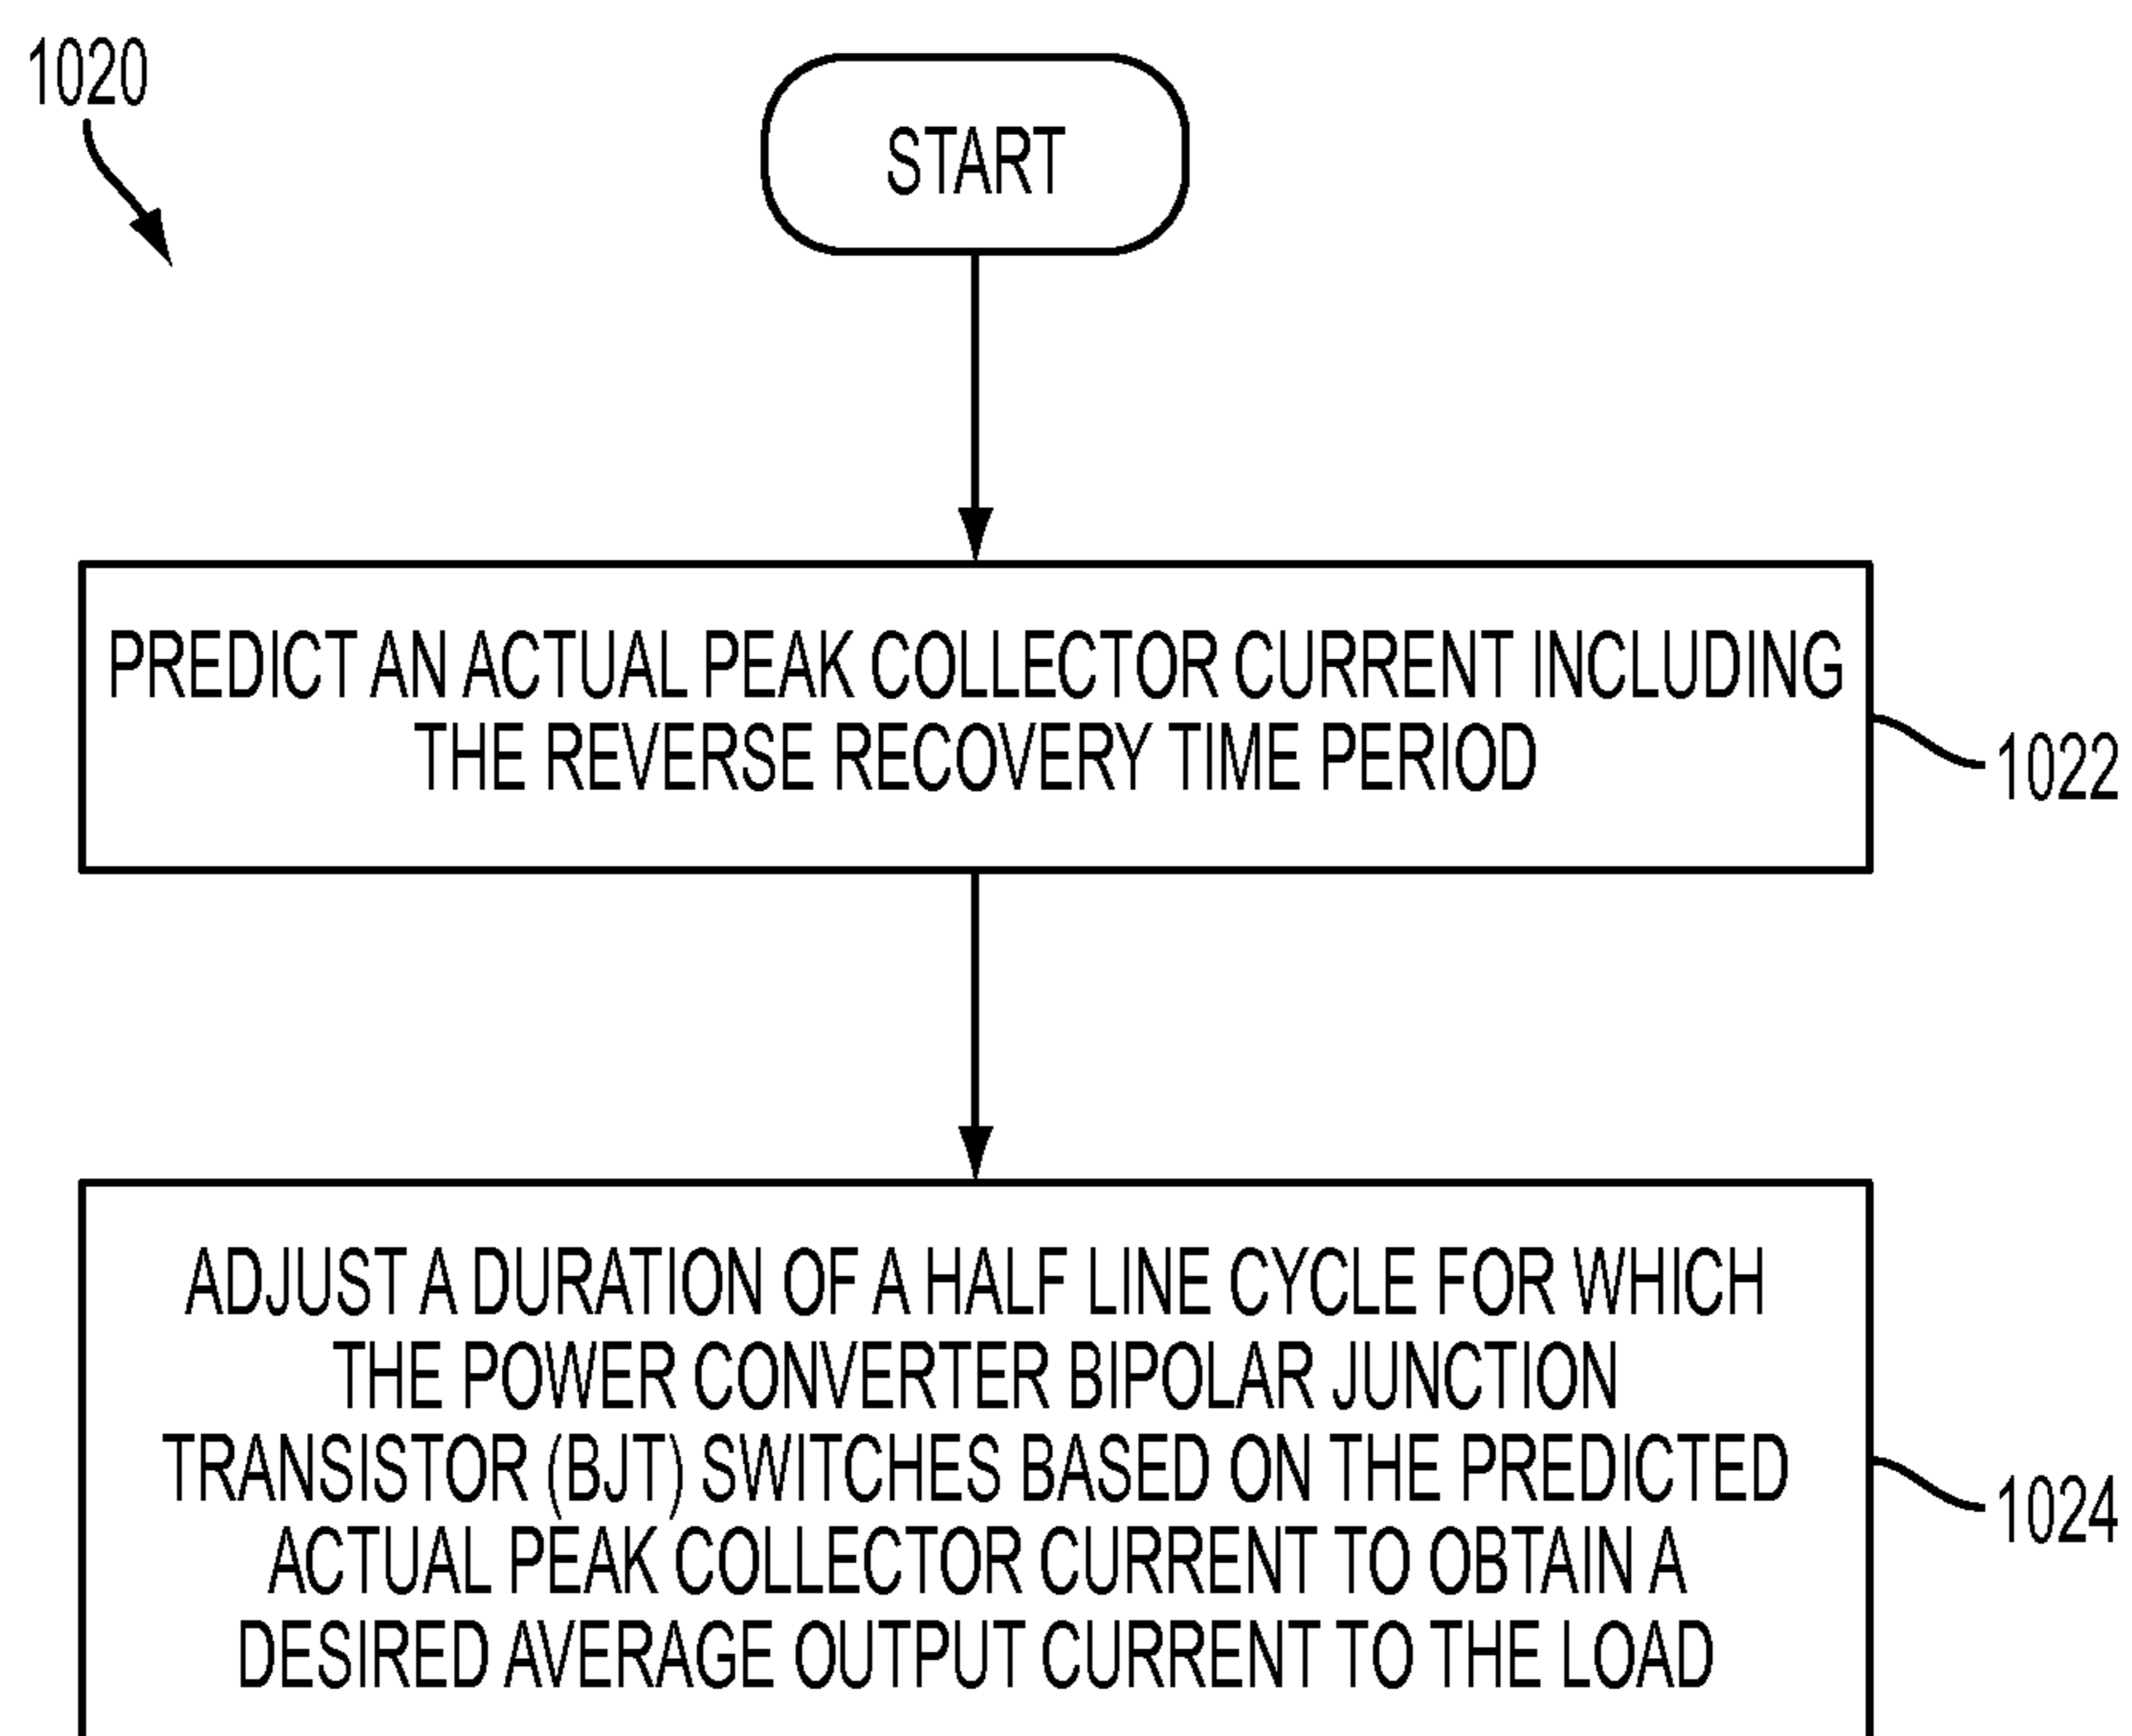 1020
START
PREDICT AN ACTUAL PEAK COLLECTOR CURRENT INCLUDING
THE REVERSE RECOVERY TIME PERIOD
1022
ADJUST A DURATION OF A HALF LINE CYCLE FOR WHICH
THE POWER CONVERTER BIPOLAR JUNCTION
TRANSISTOR (BJT) SWITCHES BASED ON THE PREDICTED
ACTUAL PEAK COLLECTOR CURRENT TO OBTAIN A
DESIRED AVERAGE OUTPUT CURRENT TO THE LOAD
1024